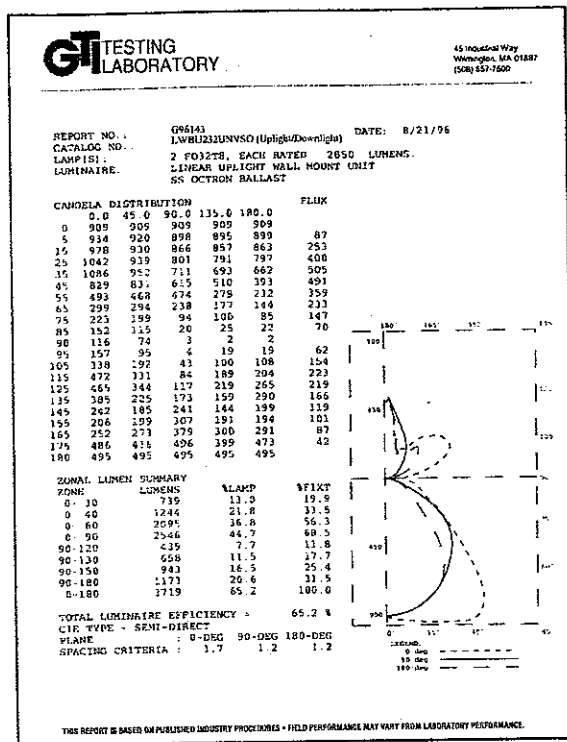 GTI TESTING
LABORATORY
45 Industrial Way
Wilmington, MA 01887
(508) 657-7600
REPORT NO.: G96143 DATE: 8/21/96
CATALOG NO.: LWBU232UNVSO (Uplight/Downlight)
LAMP(S): 2 FO32T8, EACH RATED 2850 LUMENS.
LUMINAIRE. LINEAR UPLIGHT WALL MOUNT UNIT
SS OCTRON BALLAST
CANDELA DISTRIBUTION FLUX
0.0 45.0 90.0 135.0 180.0
0 909 909 909 909 909
5 934 920 898 895 899 87
15 978 930 866 857 863 253
25 1042 939 801 791 797 400
35 1086 952 711 693 662 505
45 829 831 615 510 393 491
55 493 468 474 279 212 359
65 299 294 238 177 144 233
75 223 199 94 100 85 147
85 152 115 20 25 22 70
90 116 74 3 2 2
95 157 95 4 19 19 62
105 338 192 43 100 108 154
115 472 331 84 189 204 223
125 465 344 117 219 265 219
135 385 225 173 159 290 166
145 242 185 241 144 199 119
155 206 199 307 191 194 101
165 252 271 379 300 291 87
175 486 496 399 473 42
180 495 495 495 495 495
ZONAL LUMEN SUMMARY
ZONE LUMENS %LAMP %FIXT
0- 30 739 13.0 19.9
0- 40 1244 21.8 33.5
0- 60 2095 36.8 56.3
0- 90 2546 44.7 68.5
90-120 439 7.7 11.8
90-130 658 11.5 17.7
90-150 943 16.5 25.4
90-180 1173 20.6 31.5
0-180 3719 65.2 100.0
TOTAL LUMINAIRE EFFICIENCY = 65.2 %
CIE TYPE - SEMI-DIRECT
PLANE : 0-DEG 90-DEG 180-DEG
SPACING CRITERIA : 1.7 1.2 1.2
180° 165°
900
450
450
900
0°
LEGEND.
0 deg
90 deg
180 deg
THIS REPORT IS BASED ON PUBLISHED INDUSTRY PROCEDURES • FIELD PERFORMANCE MAY VARY FROM LABORATORY PERFORMANCE.